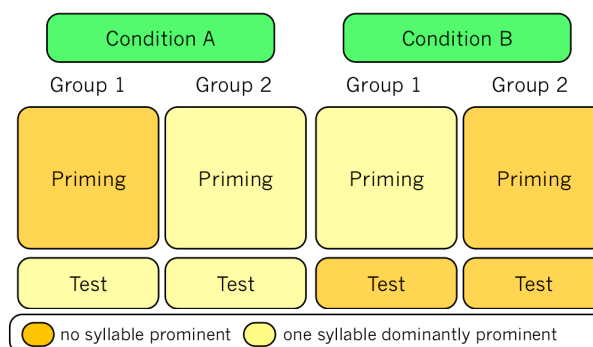 Condition A Condition B
Group 1 Group 2 Group 1 Group 2
Priming Priming Priming Priming
Test Test Test Test
no syllable prominent one syllable dominantly prominent